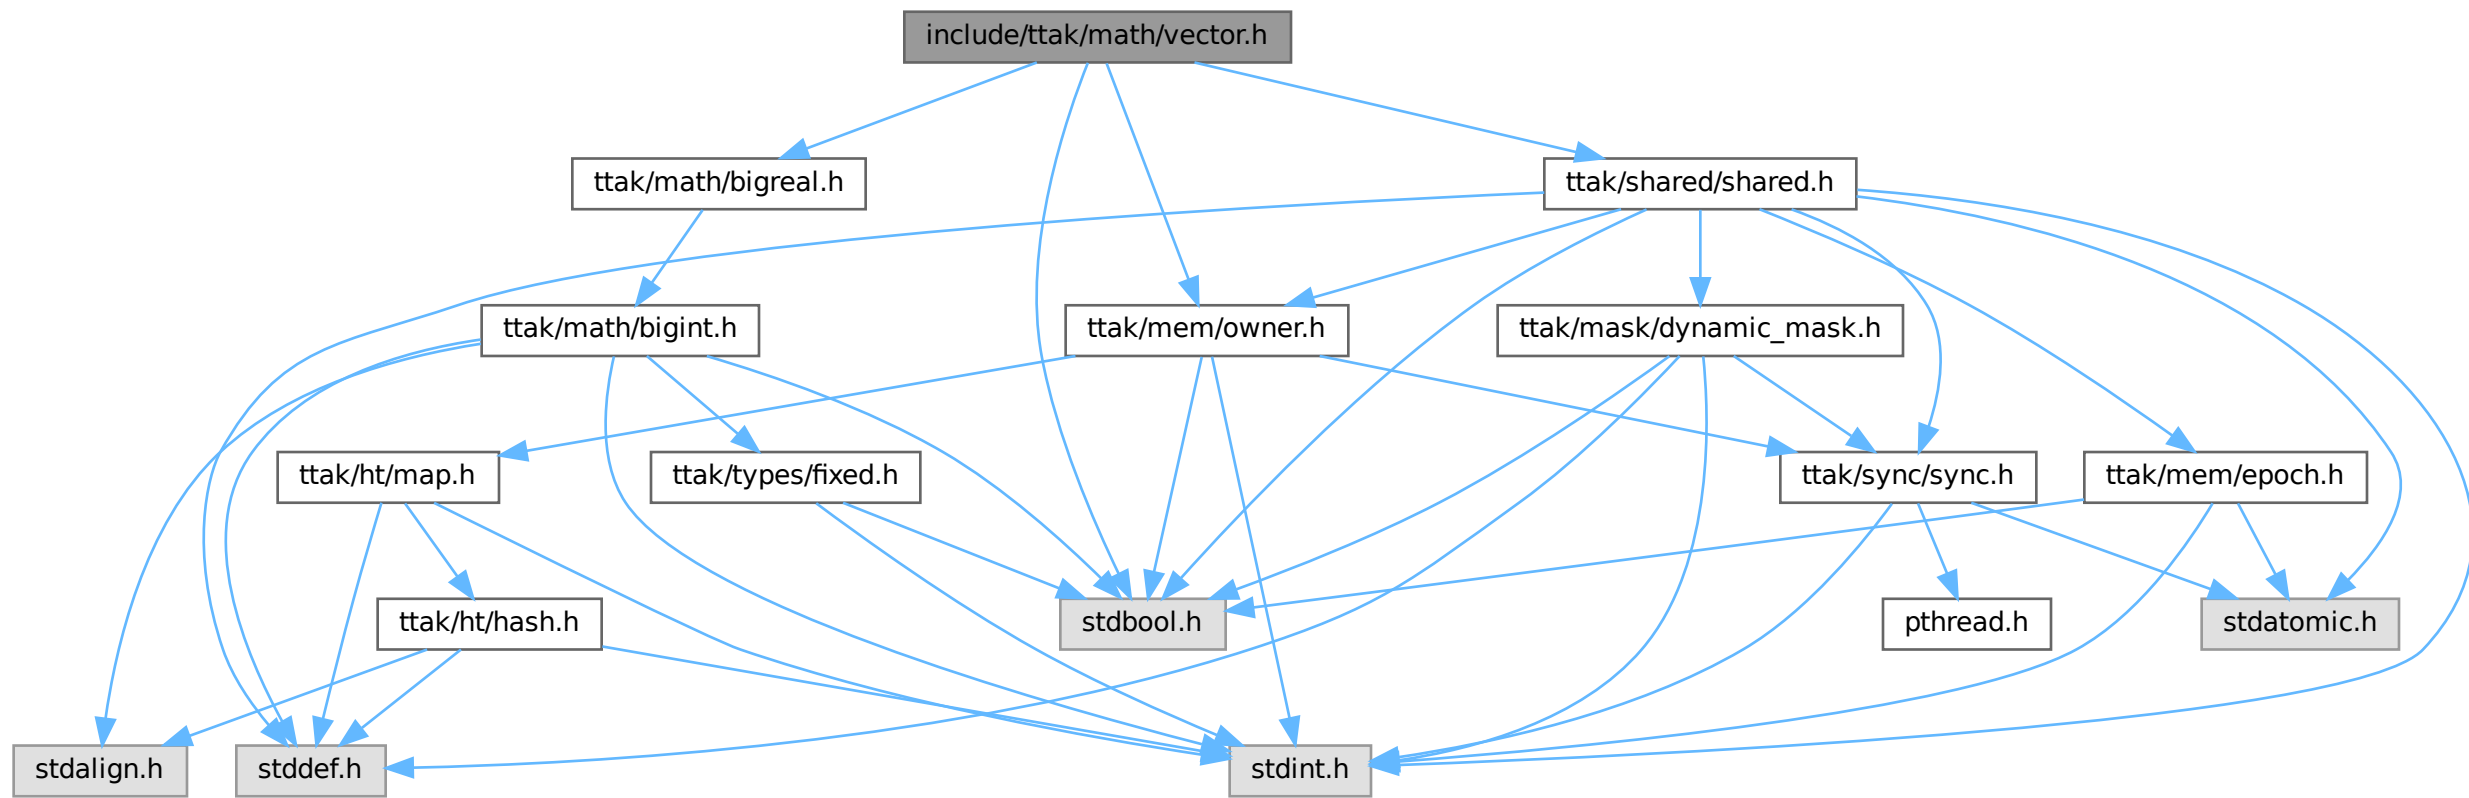 include/ttak/math/vector.h
ttak/math/bigreal.h
ttak/shared/shared.h
ttak/math/bigint.h
ttak/mem/owner.h
ttak/mask/dynamic_mask.h
ttak/ht/map.h
ttak/types/fixed.h
ttak/sync/sync.h
ttak/mem/epoch.h
ttak/ht/hash.h
stdbool.h
pthread.h
stdatomic.h
stdalign.h
stddef.h
stdint.h